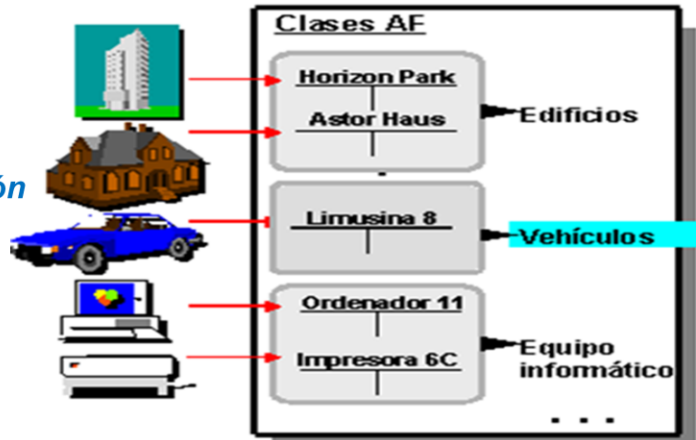 Clases AF
Horizon Park
Astor Haus
Edificios
ón
Limusina 8
Vehículos
Ordenador 11
Impresora 6C
Equipo
informático
. . .